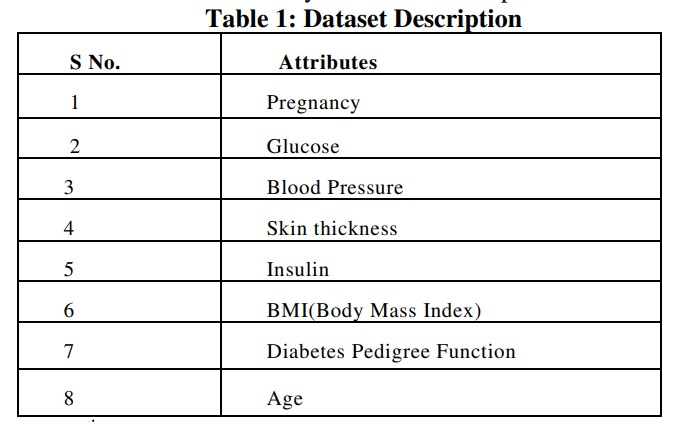 Table 1: Dataset Description
S No. Attributes
1 Pregnancy
2 Glucose
3 Blood Pressure
4 Skin thickness
5 Insulin
6 BMI(Body Mass Index)
7 Diabetes Pedigree Function
8 Age